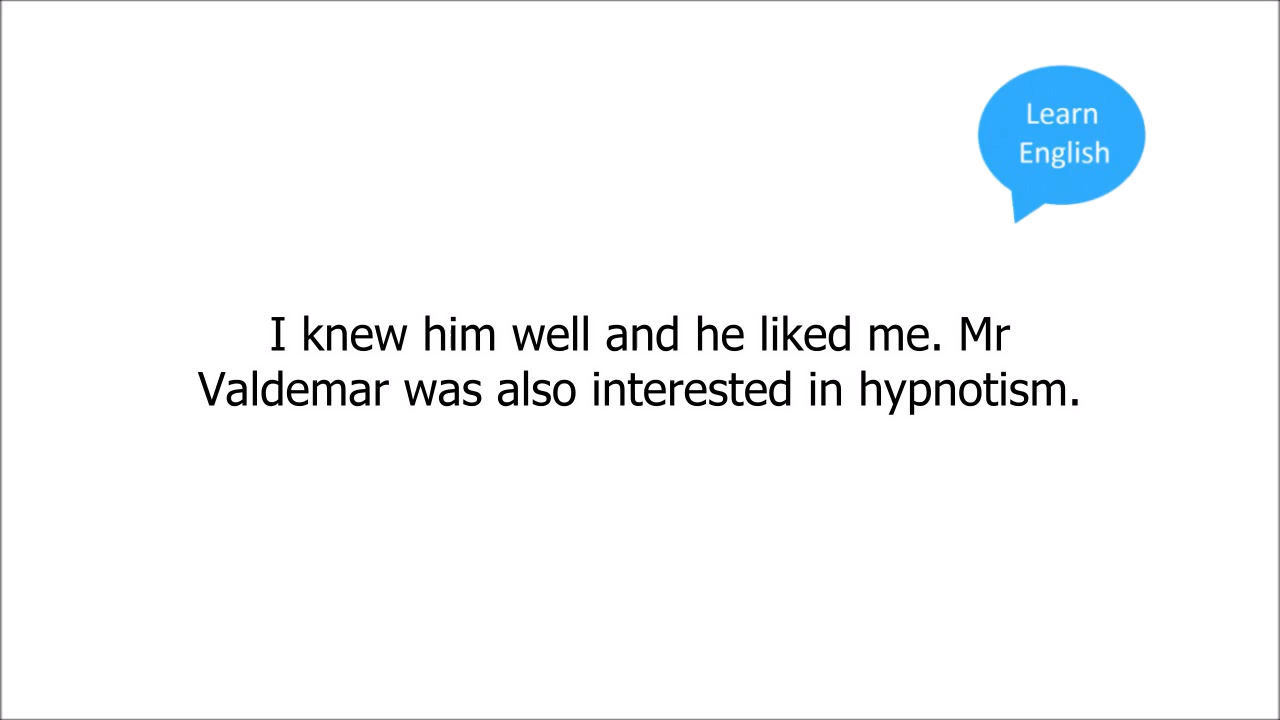 Learn
English
I knew him well and he liked me. Mr
Valdemar was also interested in hypnotism.